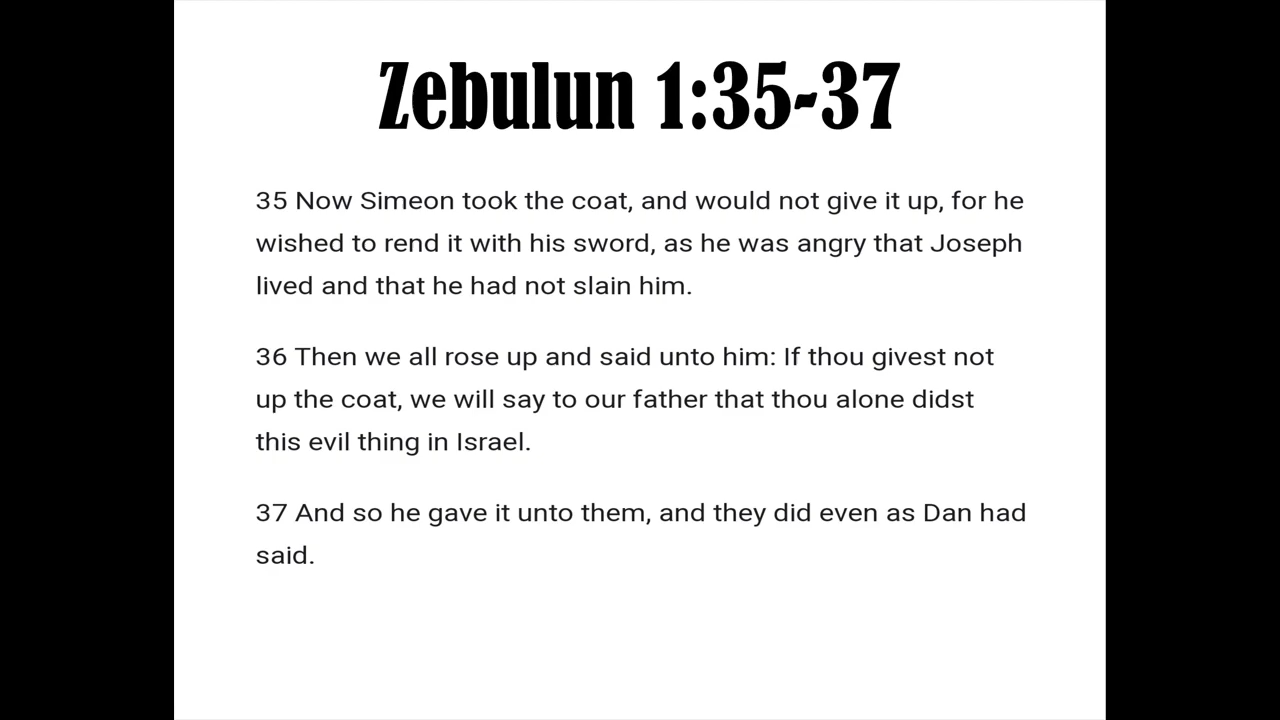 Zebulun 1:35-37
35 Now Simeon took the coat, and would not give it up, for he
wished to rend it with his sword, as he was angry that Joseph
lived and that he had not slain him.
36 Then we all rose up and said unto him: If thou givest not
up the coat, we will say to our father that thou alone didst
this evil thing in Israel.
37 And so he gave it unto them, and they did even as Dan had
said.